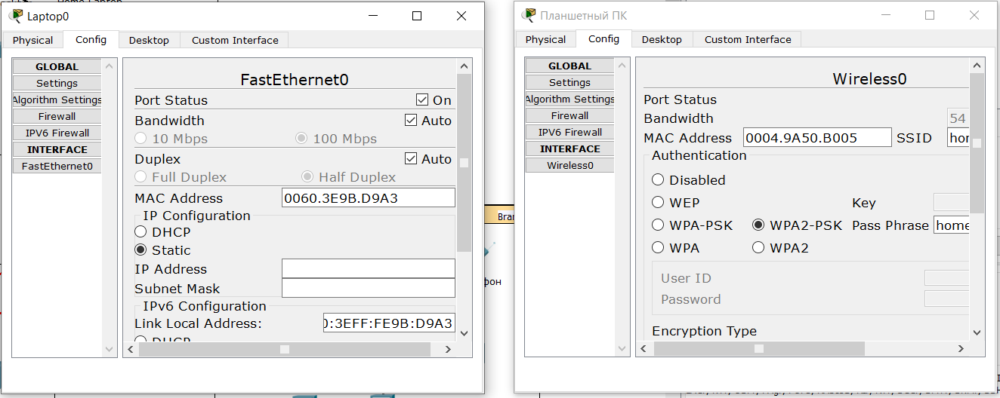 Home Laptop
Laptop0
Physical
Config
Desktop
Custom Interface
GLOBAL
Settings
Algorithm Settings
Firewall
IPV6 Firewall
INTERFACE
FastEthernet0
FastEthernet0
Port Status
On
Bandwidth
Auto
10 Mbps
100 Mbps
Duplex
Auto
Full Duplex
Half Duplex
MAC Address
0060.3E9B.D9A3
IP Configuration
DHCP
Static
IP Address
Subnet Mask
IPv6 Configuration
Link Local Address:
:3EFF:FE9B:D9A3
DHCP
Bran
фон
Планшетный ПК
Physical
Config
Desktop
Custom Interface
GLOBAL
Settings
Algorithm Settings
Firewall
IPV6 Firewall
INTERFACE
Wireless0
Wireless0
Port Status
Bandwidth
54
MAC Address
0004.9A50.B005
SSID
hom
Authentication
Disabled
WEP
Key
WPA-PSK
WPA2-PSK
Pass Phrase
home
WPA
WPA2
User ID
Password
Encryption Type